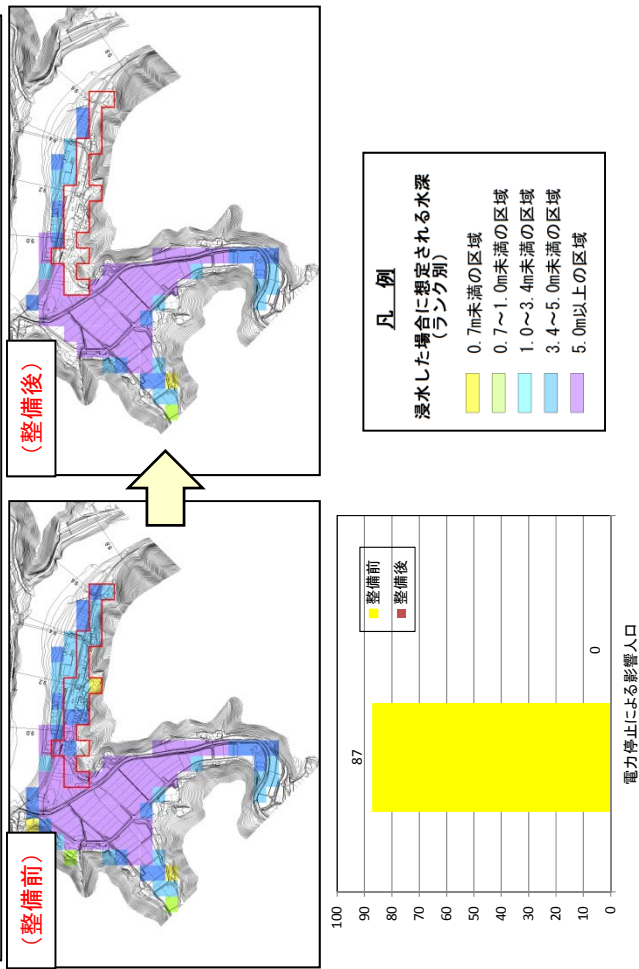 (整備前)
(整備後)
凡 例
浸水した場合に想定される水深
(ランク別)
0.7m未満の区域
0.7~1.0m未満の区域
1.0~3.4m未満の区域
3.4~5.0m未満の区域
5.0m以上の区域
100
90
80
70
60
50
40
30
20
10
0
87
0
整備前
整備後
電力停止による影響人口